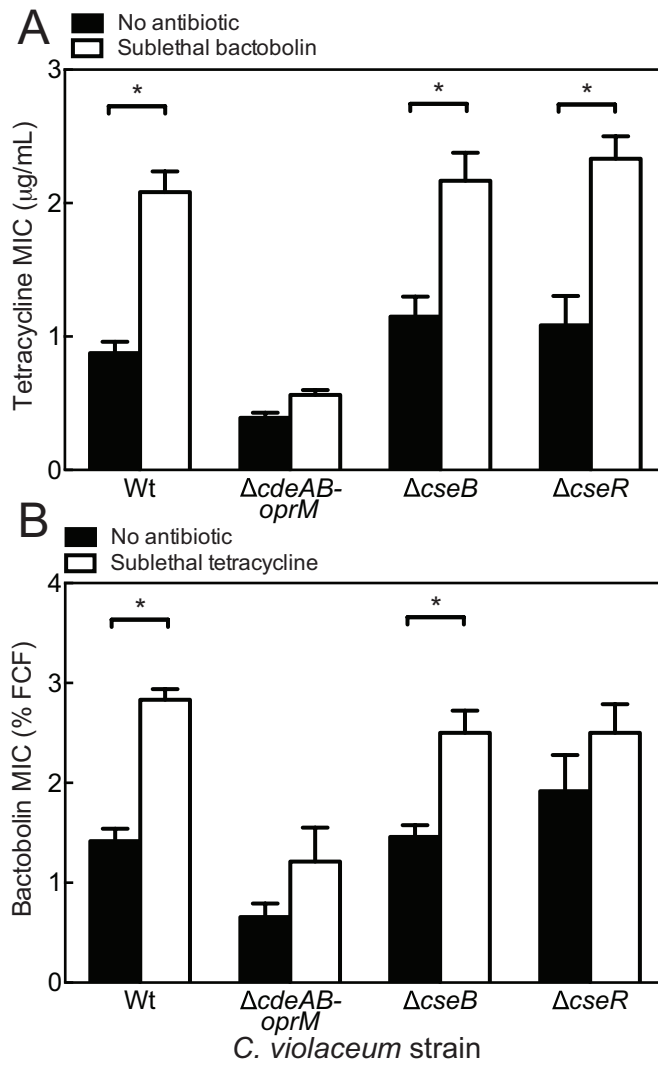 A
No antibiotic
Sublethal bactobolin
Tetracycline MIC (µg/mL)
3
2
1
0
*
*
*
Wt
ΔcdeAB-
oprM
ΔcseB
ΔcseR
B
No antibiotic
Sublethal tetracycline
Bactobolin MIC (% FCF)
4
3
2
1
0
*
*
Wt
ΔcdeAB-
oprM
ΔcseB
ΔcseR
C. violaceum strain